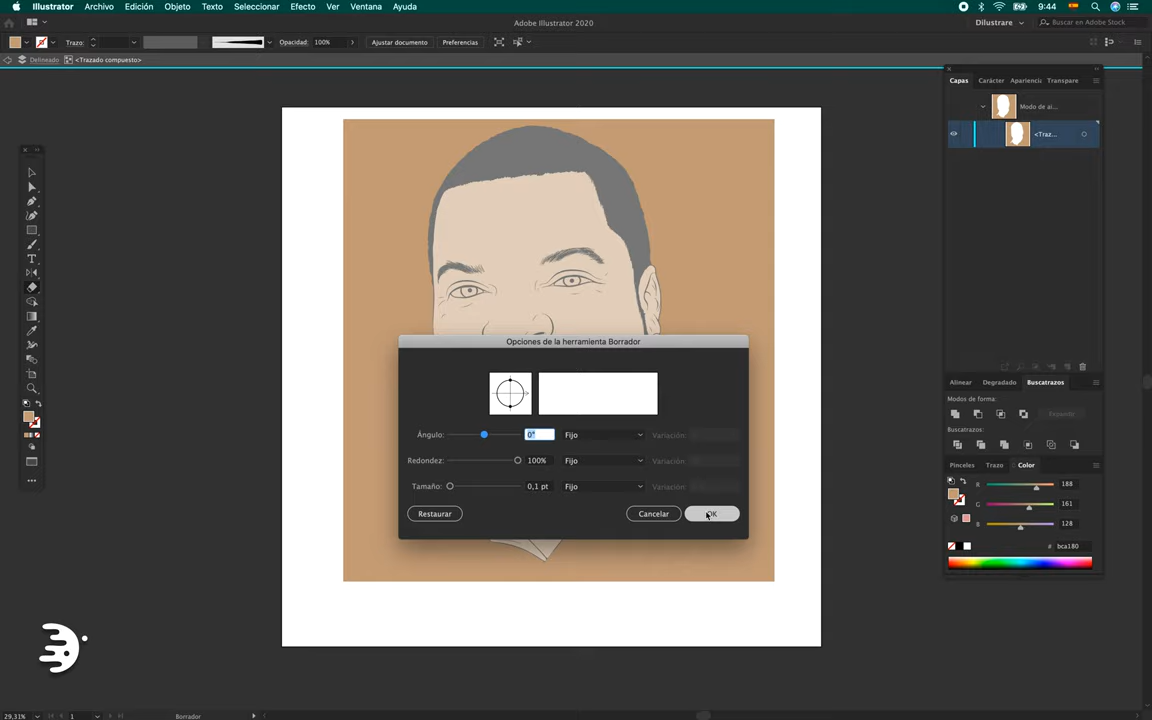 Illustrator Archivo Edición Objeto Texto Seleccionar Efecto Ver Ventana Ayuda 9:44
Adobe Illustrator 2020 Dilustrare Buscar en Adobe Stock
Trazo: Opacidad: 100% Ajustar documento Preferencias
Delineado <Trazado compuesto>
Capas Carácter Apariencia Transpare
Modo de ai...
<Traz...
Opciones de la herramienta Borrador
Ángulo: 0° Fijo Variación:
Redondez: 100% Fijo Variación:
Tamaño: 0,1 pt Fijo Variación:
Restaurar Cancelar OK
Alinear Degradado Buscatrazos
Modos de forma:
Expandir
Buscatrazos:
Pinceles Trazo Color
R 188
G 161
B 128
# bca180
29,31% 1 Borrador